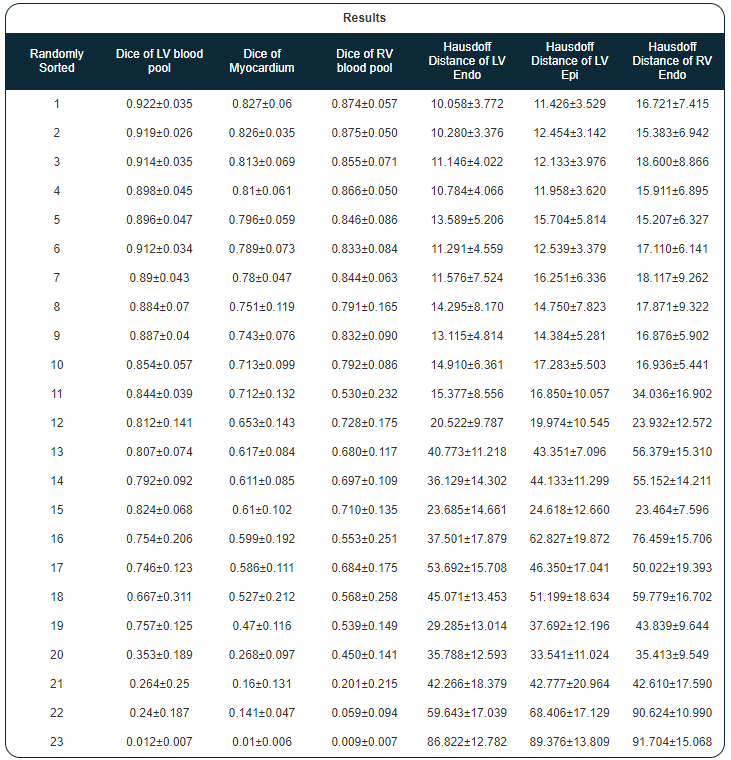 Results
Randomly Sorted Dice of LV blood pool Dice of Myocardium Dice of RV blood pool Hausdoff Distance of LV Endo Hausdoff Distance of LV Epi Hausdoff Distance of RV Endo
1 0.922±0.035 0.827±0.06 0.874±0.057 10.058±3.772 11.426±3.529 16.721±7.415
2 0.919±0.026 0.826±0.035 0.875±0.050 10.280±3.376 12.454±3.142 15.383±6.942
3 0.914±0.035 0.813±0.069 0.855±0.071 11.146±4.022 12.133±3.976 18.600±8.866
4 0.898±0.045 0.81±0.061 0.866±0.050 10.784±4.066 11.958±3.620 15.911±6.895
5 0.896±0.047 0.796±0.059 0.846±0.086 13.589±5.206 15.704±5.814 15.207±6.327
6 0.912±0.034 0.789±0.073 0.833±0.084 11.291±4.559 12.539±3.379 17.110±6.141
7 0.89±0.043 0.78±0.047 0.844±0.063 11.576±7.524 16.251±6.336 18.117±9.262
8 0.884±0.07 0.751±0.119 0.791±0.165 14.295±8.170 14.750±7.823 17.871±9.322
9 0.887±0.04 0.743±0.076 0.832±0.090 13.115±4.814 14.384±5.281 16.876±5.902
10 0.854±0.057 0.713±0.099 0.792±0.086 14.910±6.361 17.283±5.503 16.936±5.441
11 0.844±0.039 0.712±0.132 0.530±0.232 15.377±8.556 16.850±10.057 34.036±16.902
12 0.812±0.141 0.653±0.143 0.728±0.175 20.522±9.787 19.974±10.545 23.932±12.572
13 0.807±0.074 0.617±0.084 0.680±0.117 40.773±11.218 43.351±7.096 56.379±15.310
14 0.792±0.092 0.611±0.085 0.697±0.109 36.129±14.302 44.133±11.299 55.152±14.211
15 0.824±0.068 0.61±0.102 0.710±0.135 23.685±14.661 24.618±12.660 23.464±7.596
16 0.754±0.206 0.599±0.192 0.553±0.251 37.501±17.879 62.827±19.872 76.459±15.706
17 0.746±0.123 0.586±0.111 0.684±0.175 53.692±15.708 46.350±17.041 50.022±19.393
18 0.667±0.311 0.527±0.212 0.568±0.258 45.071±13.453 51.199±18.634 59.779±16.702
19 0.757±0.125 0.47±0.116 0.539±0.149 29.285±13.014 37.692±12.196 43.839±9.644
20 0.353±0.189 0.268±0.097 0.450±0.141 35.788±12.593 33.541±11.024 35.413±9.549
21 0.264±0.25 0.16±0.131 0.201±0.215 42.266±18.379 42.777±20.964 42.610±17.590
22 0.24±0.187 0.141±0.047 0.059±0.094 59.643±17.039 68.406±17.129 90.624±10.990
23 0.012±0.007 0.01±0.006 0.009±0.007 86.822±12.782 89.376±13.809 91.704±15.068